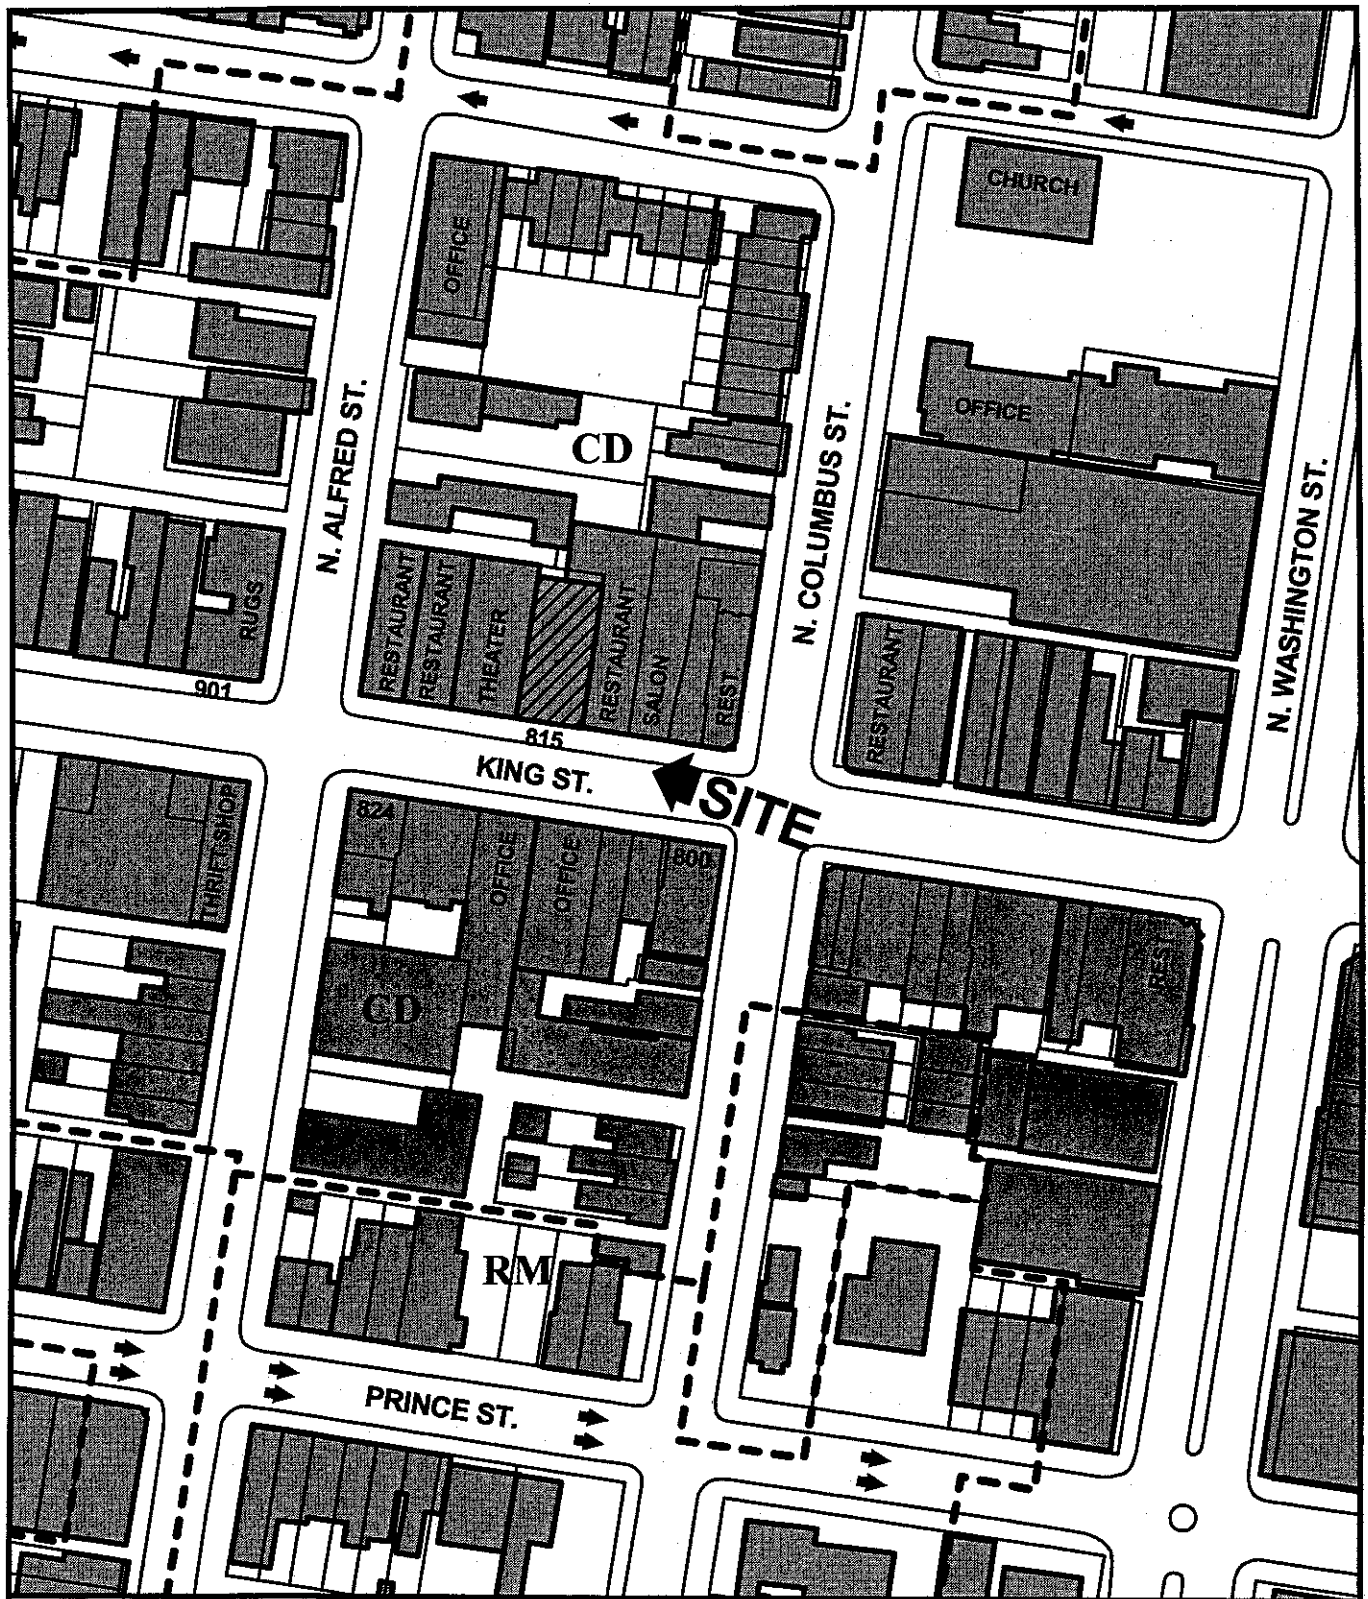 CHURCH
OFFICE
OFFICE
N. ALFRED ST.
CD
N. COLUMBUS ST.
N. WASHINGTON ST.
RUGS
RESTAURANT
RESTAURANT
THEATER
RESTAURANT
SALON
REST.
RESTAURANT
901
815
KING ST.
SITE
THRIFT SHOP
824
OFFICE
OFFICE
800
REST.
CD
RM
PRINCE ST.